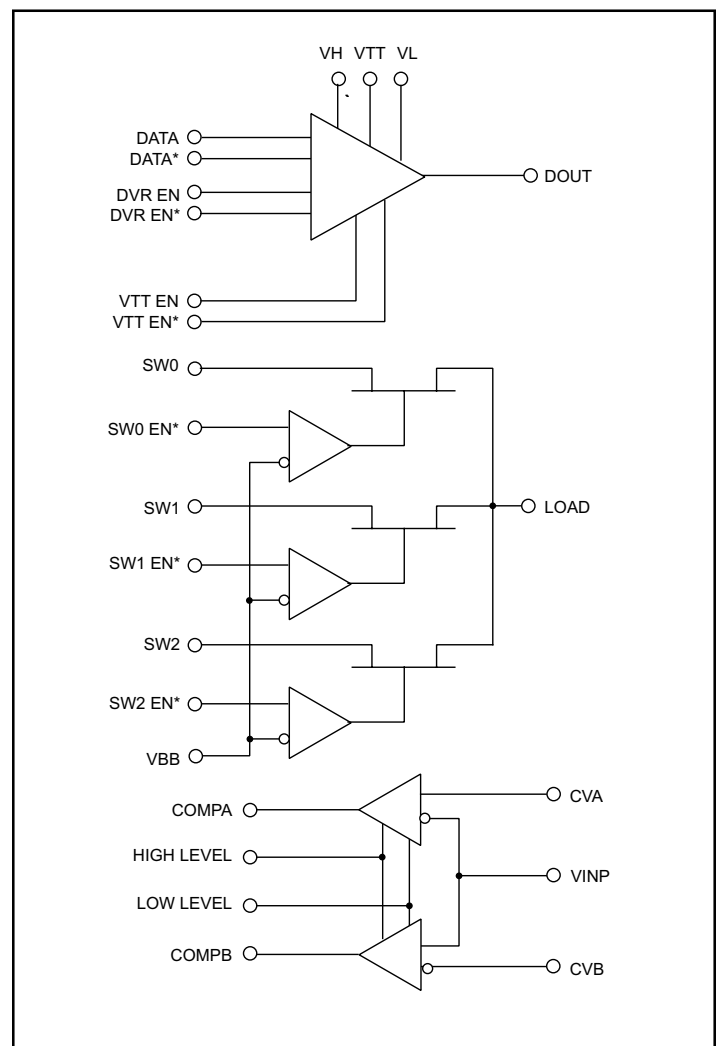 VH VTT VL
DATA
DATA*
DOUT
DVR EN
DVR EN*
VTT EN
VTT EN*
SW0
SW0 EN*
SW1
LOAD
SW1 EN*
SW2
SW2 EN*
VBB
COMPA
CVA
HIGH LEVEL
VINP
LOW LEVEL
COMPB
CVB